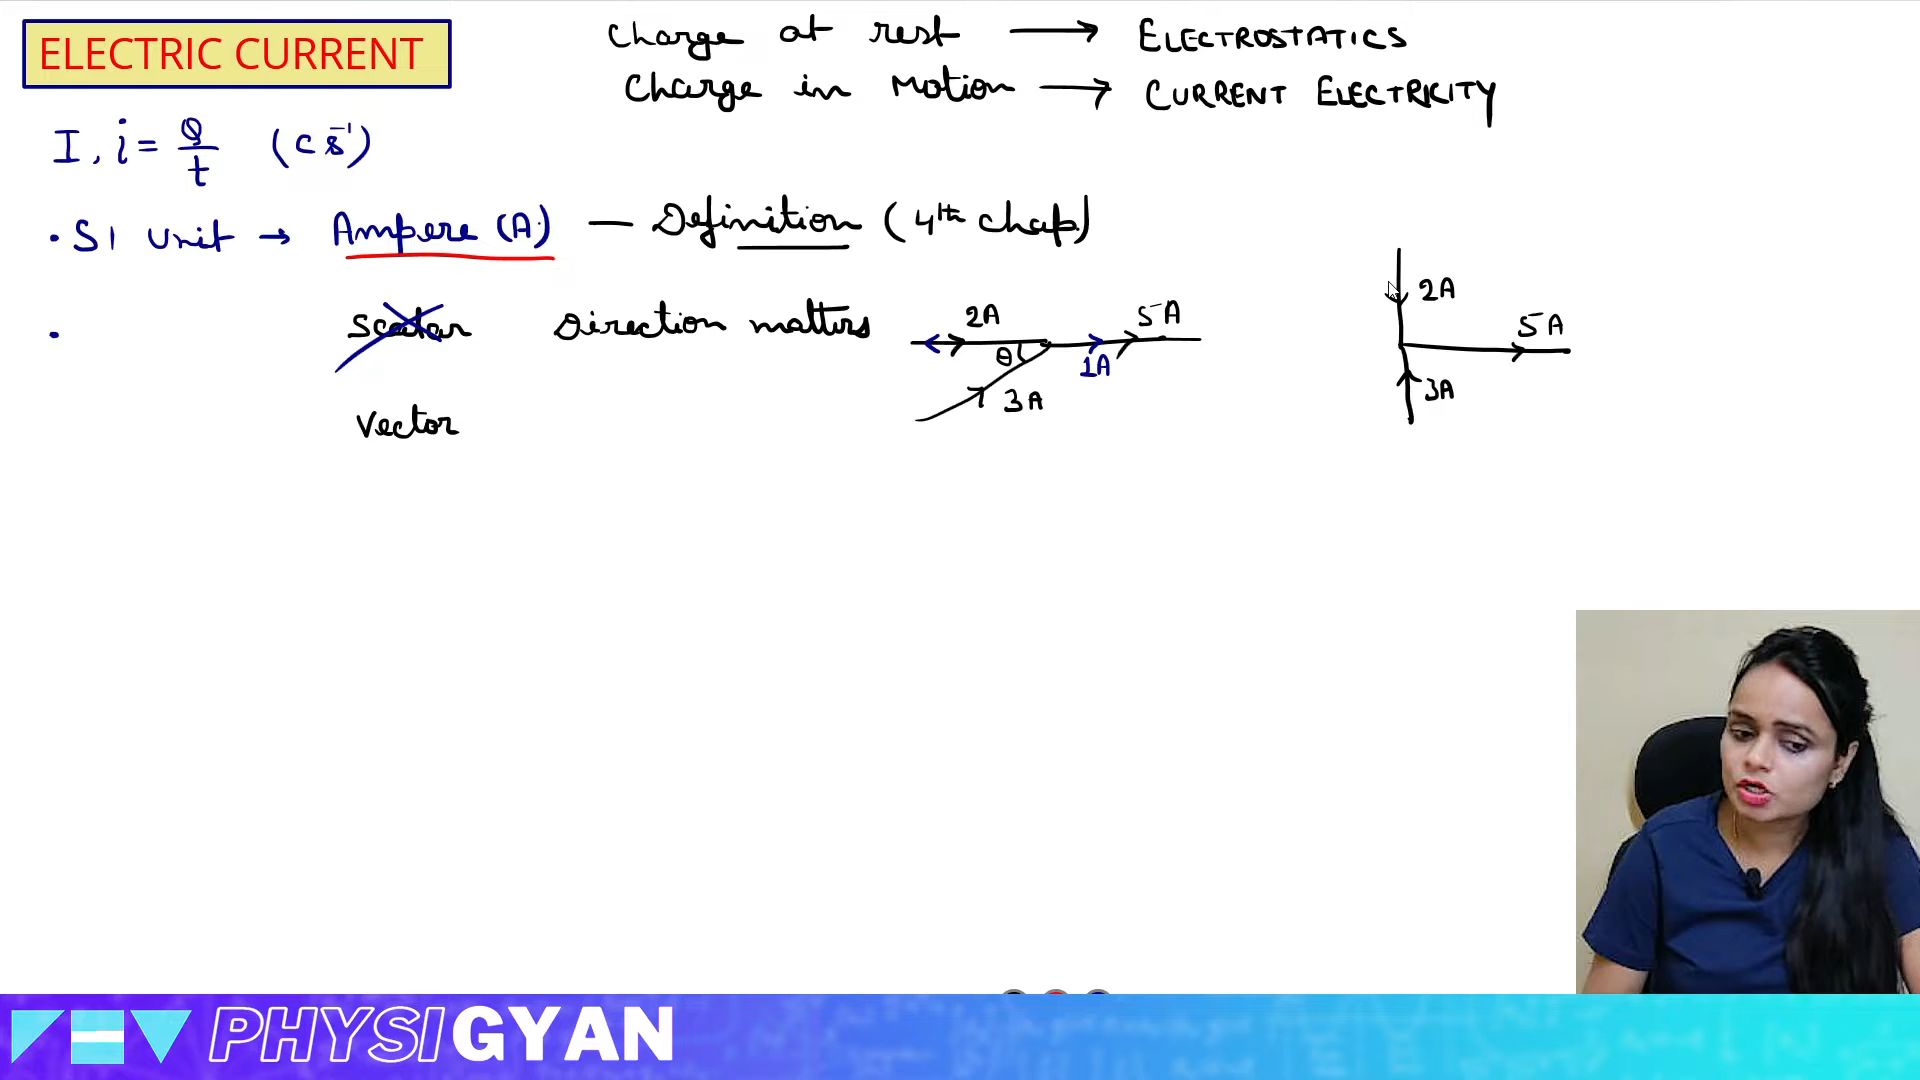 ELECTRIC CURRENT
Charge at rest → ELECTROSTATICS
Charge in Motion → CURRENT ELECTRICITY
I, i = Q/t (C s⁻¹)
• SI Unit → Ampere (A) — Definition (4th chap)
• Scalar Direction matters
Vector
2A
5A
θ
1A
3A
2A
5A
3A
PHYSIGYAN